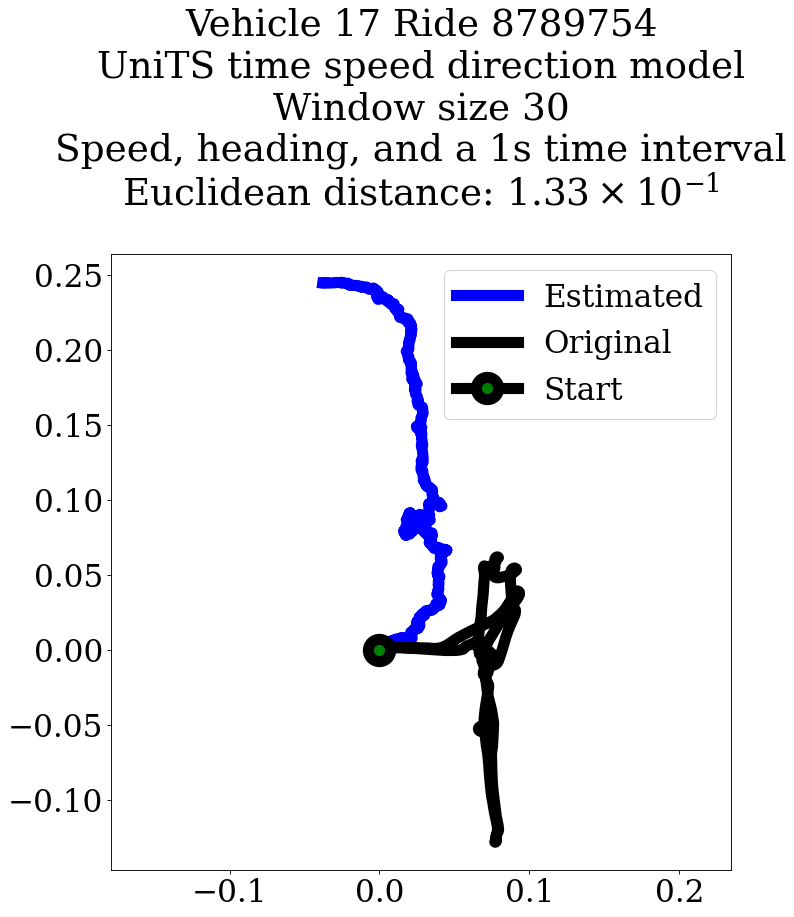 Vehicle 17 Ride 8789754
UniTS time speed direction model
Window size 30
Speed, heading, and a 1s time interval
Euclidean distance: 1.33 × 10⁻¹
Estimated
Original
Start
0.25
0.20
0.15
0.10
0.05
0.00
−0.05
−0.10
−0.1 0.0 0.1 0.2